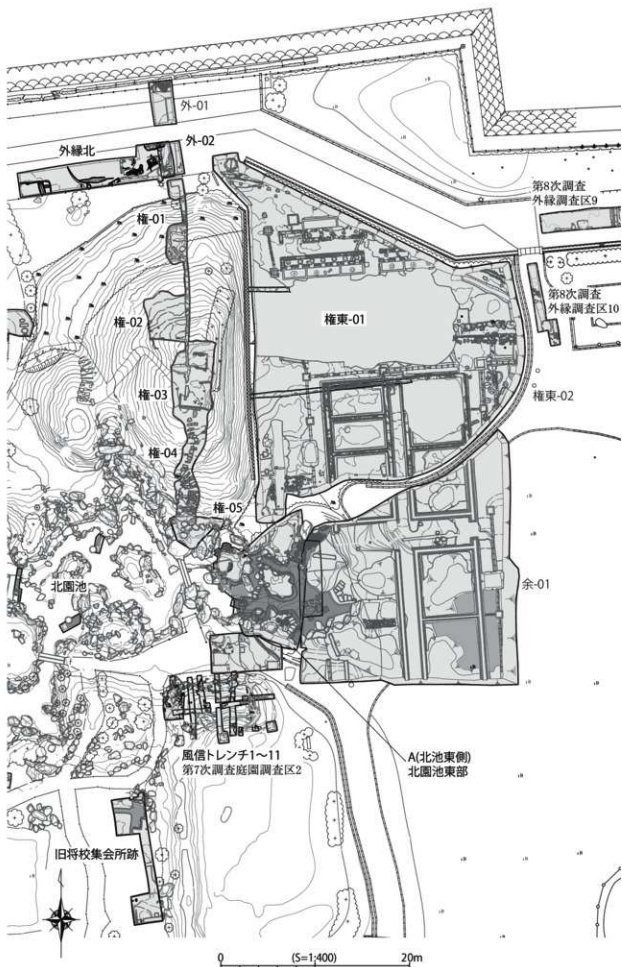 外-01
外-02
外縁北
第8次調査
外縁調査区9
権-01
第8次調査
外縁調査区10
権-02
権東-01
権-03
権東-02
権-04
権-05
北園池
余-01
A(北池東側)
北園池東部
風信トレンチ1～11
第7次調査庭園調査区2
旧将校集会所跡
0 (S=1:400) 20m